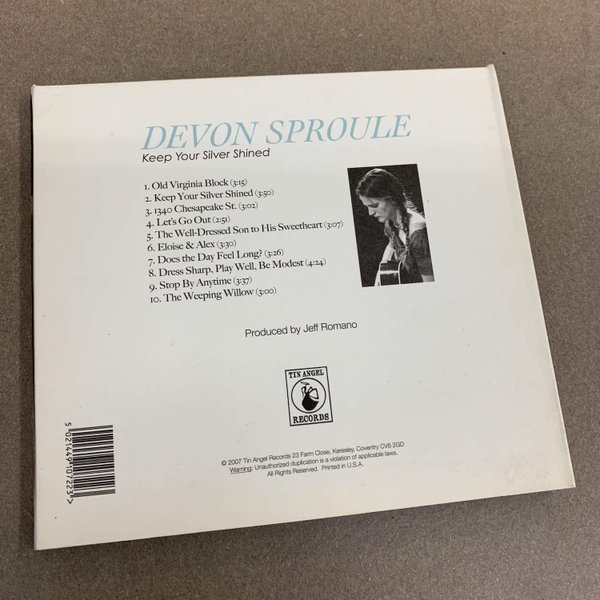 DEVON SPROULE
Keep Your Silver Shined
1. Old Virginia Block (3:15)
2. Keep Your Silver Shined (3:50)
3. 1340 Chesapeake St. (3:02)
4. Let's Go Out (2:51)
5. The Well-Dressed Son to His Sweetheart (3:07)
6. Eloise & Alex (3:30)
7. Does the Day Feel Long? (3:26)
8. Dress Sharp, Play Well, Be Modest (4:24)
9. Stop By Anytime (3:37)
10. The Weeping Willow (3:00)
Produced by Jeff Romano
TIN ANGEL
RECORDS
© 2007 Tin Angel Records 23 Farm Close, Keresley, Coventry CV6 2GD
Warning: Unauthorized duplication is a violation of applicable laws.
All Rights Reserved. Printed in U.S.A.
5021449107223>